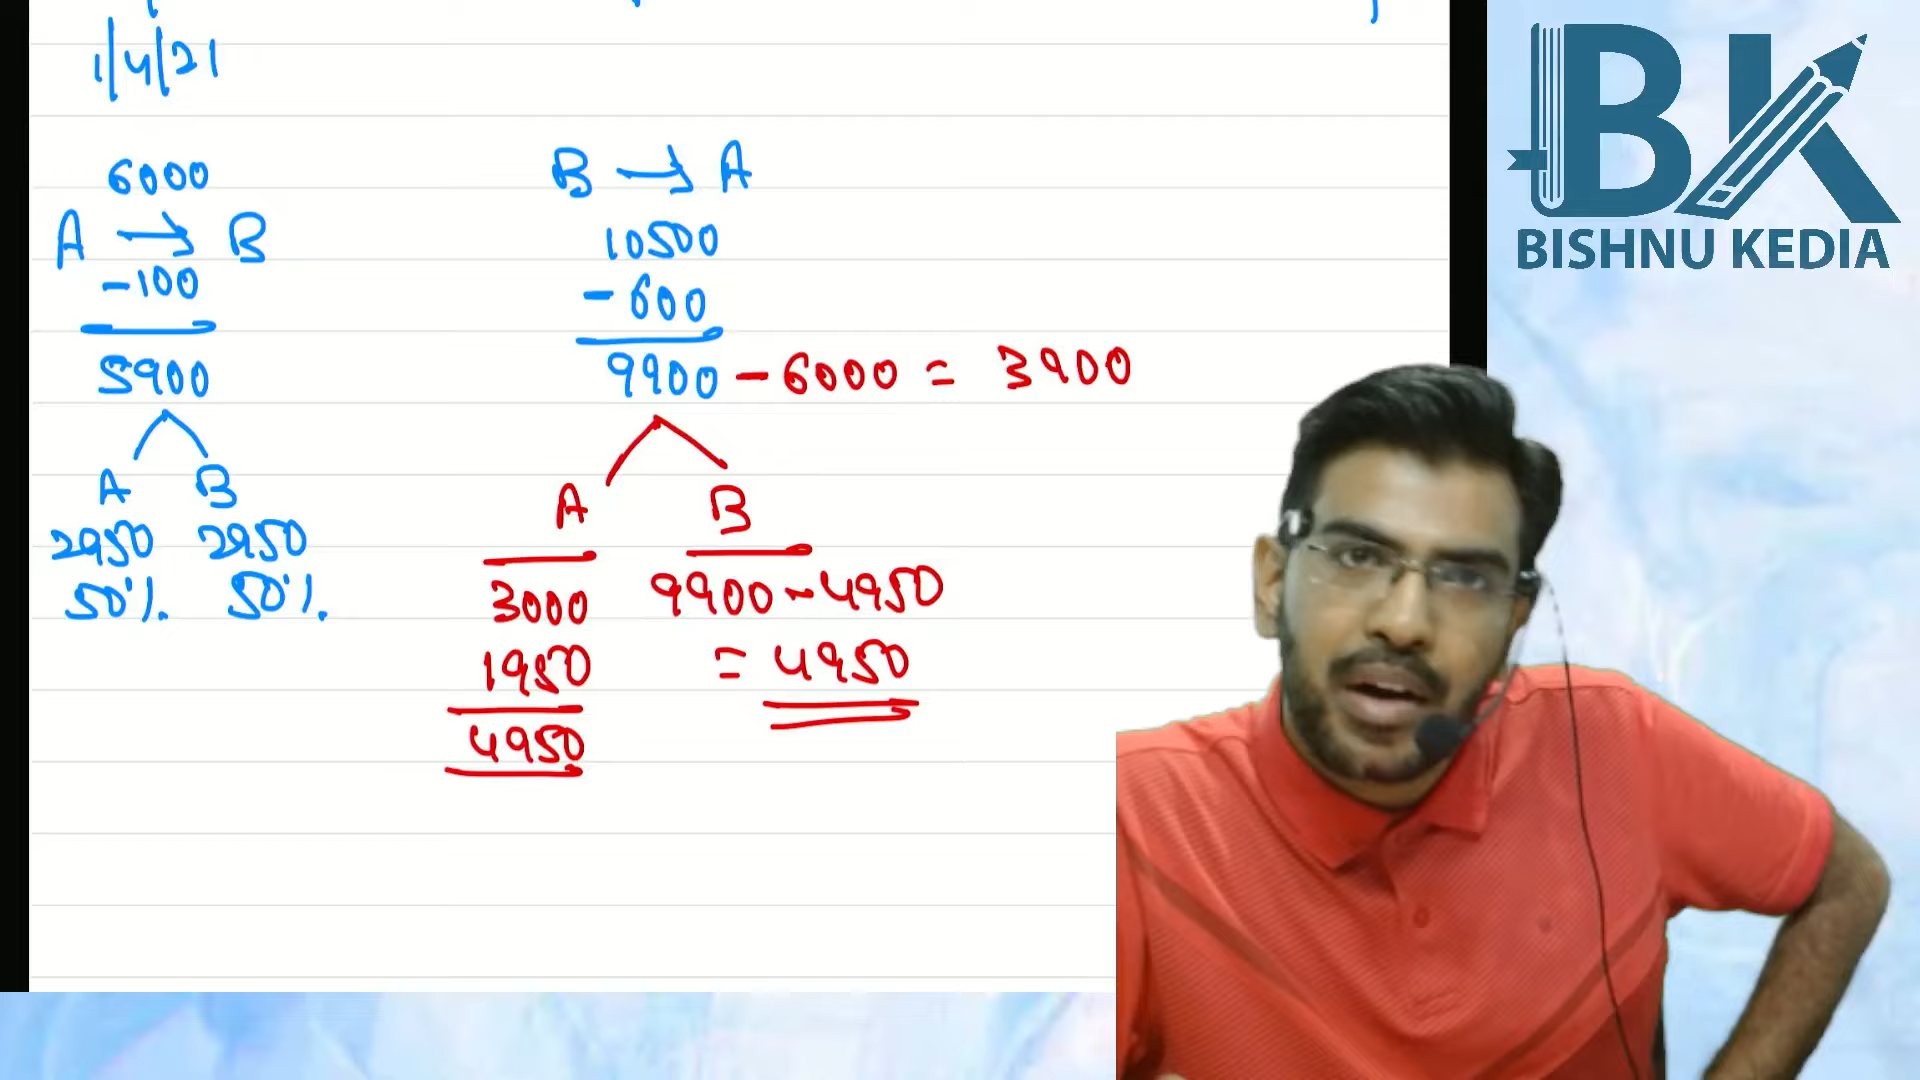 1/4/21
6000
A → B
-100
5900
A B
2950 2950
50% 50%
B → A
10500
- 600
9900 - 6000 = 3900
A B
3000 9900 - 4950
1950 = 4950
4950
BK
BISHNU KEDIA